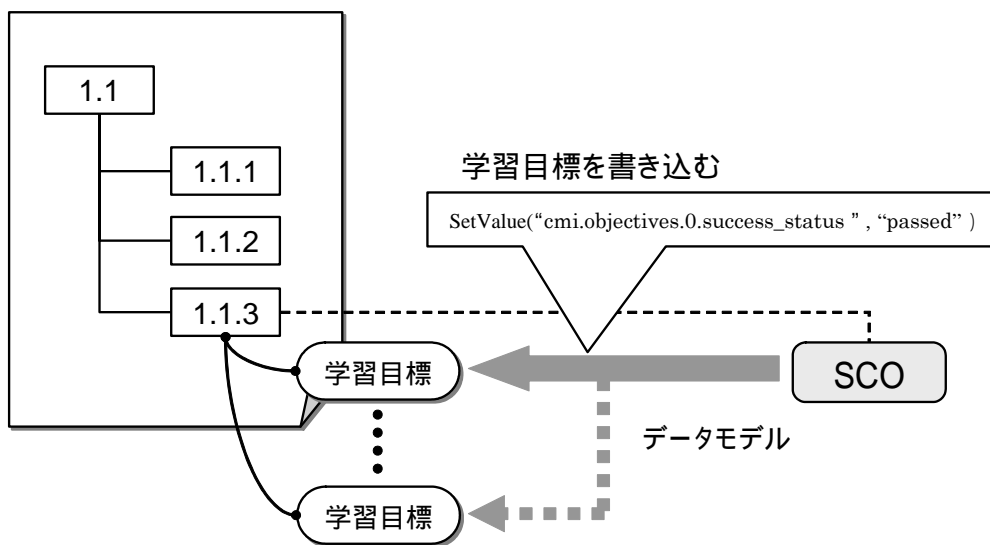 1.1
1.1.1
1.1.2
1.1.3
学習目標を書き込む
SetValue(“cmi.objectives.0.success_status ” , “passed” )
学習目標
SCO
データモデル
学習目標